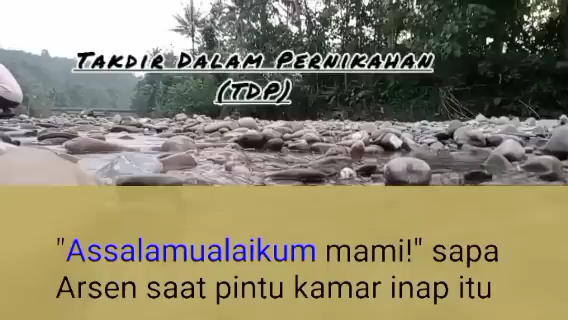 Takdir Dalam Pernikahan
(TDP)
"Assalamualaikum mami!" sapa
Arsen saat pintu kamar inap itu